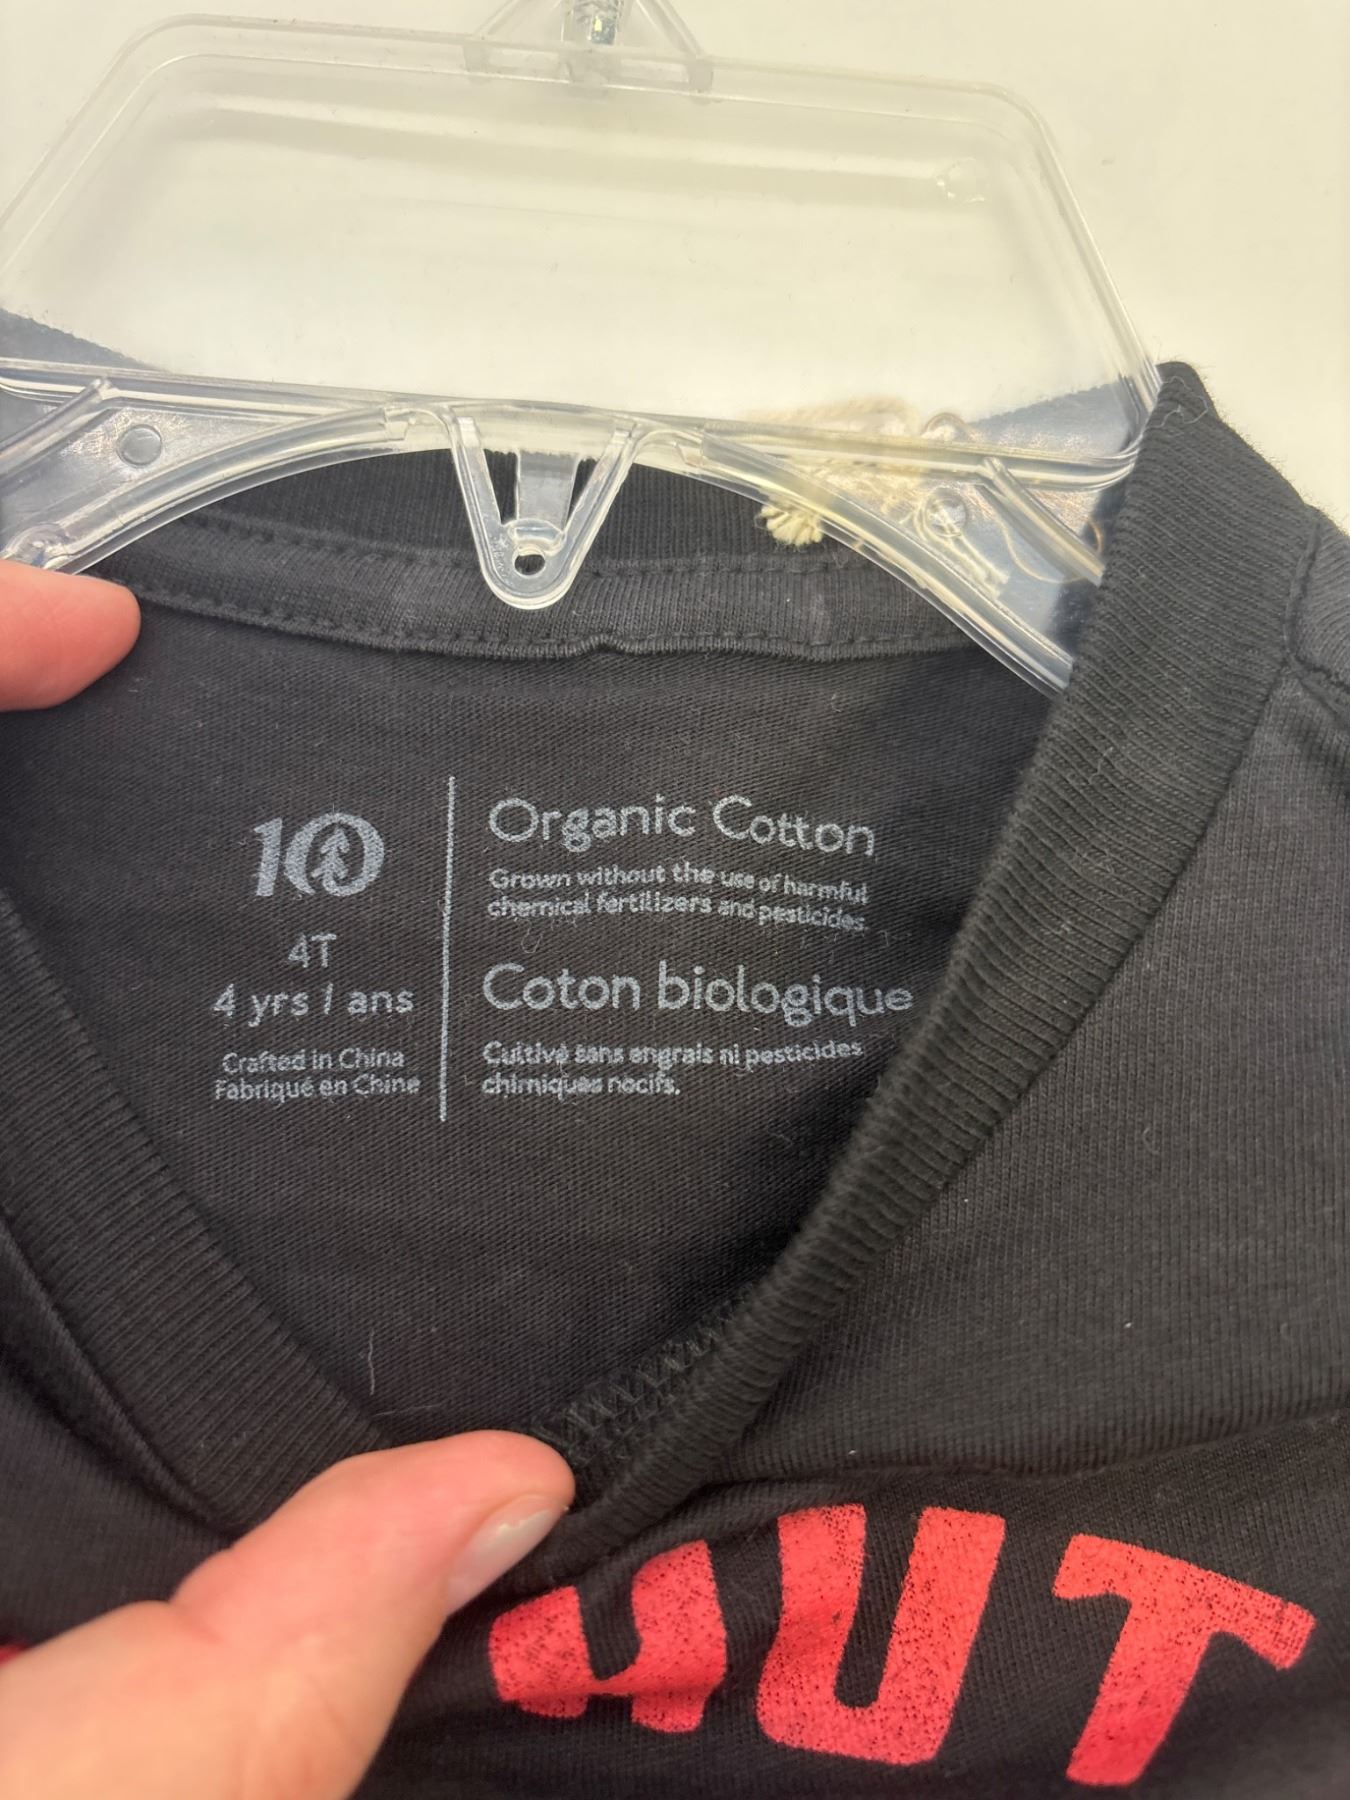 10
4T
4 yrs / ans
Crafted in China
Fabriqué en Chine
Organic Cotton
Grown without the use of harmful
chemical fertilizers and pesticides.
Coton biologique
Cultivé sans engrais ni pesticides
chimiques nocifs.
UT